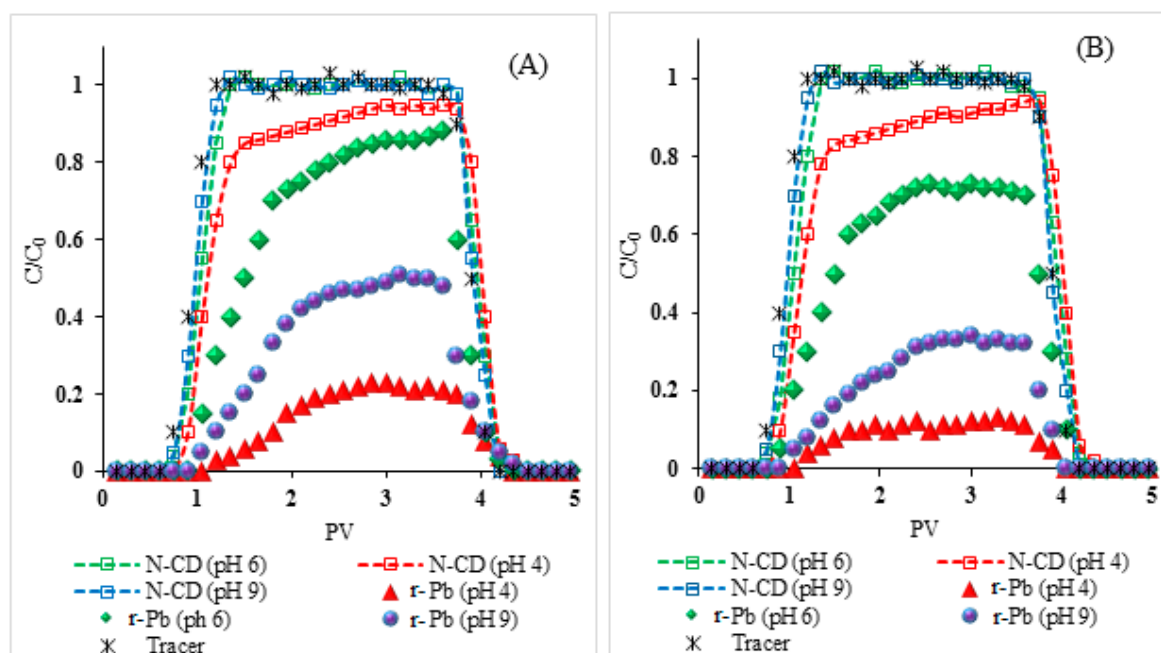 (A)
1
0.8
0.6
0.4
0.2
0
C/C0
0 1 2 3 4 5
PV
N-CD (pH 6) N-CD (pH 4)
N-CD (pH 9) r-Pb (pH 4)
r-Pb (ph 6) r-Pb (pH 9)
Tracer
(B)
1
0.8
0.6
0.4
0.2
0
C/C0
0 1 2 3 4 5
PV
N-CD (pH 6) N-CD (pH 4)
N-CD (pH 9) r-Pb (pH 4)
r-Pb (pH 6) r-Pb (pH 9)
Tracer